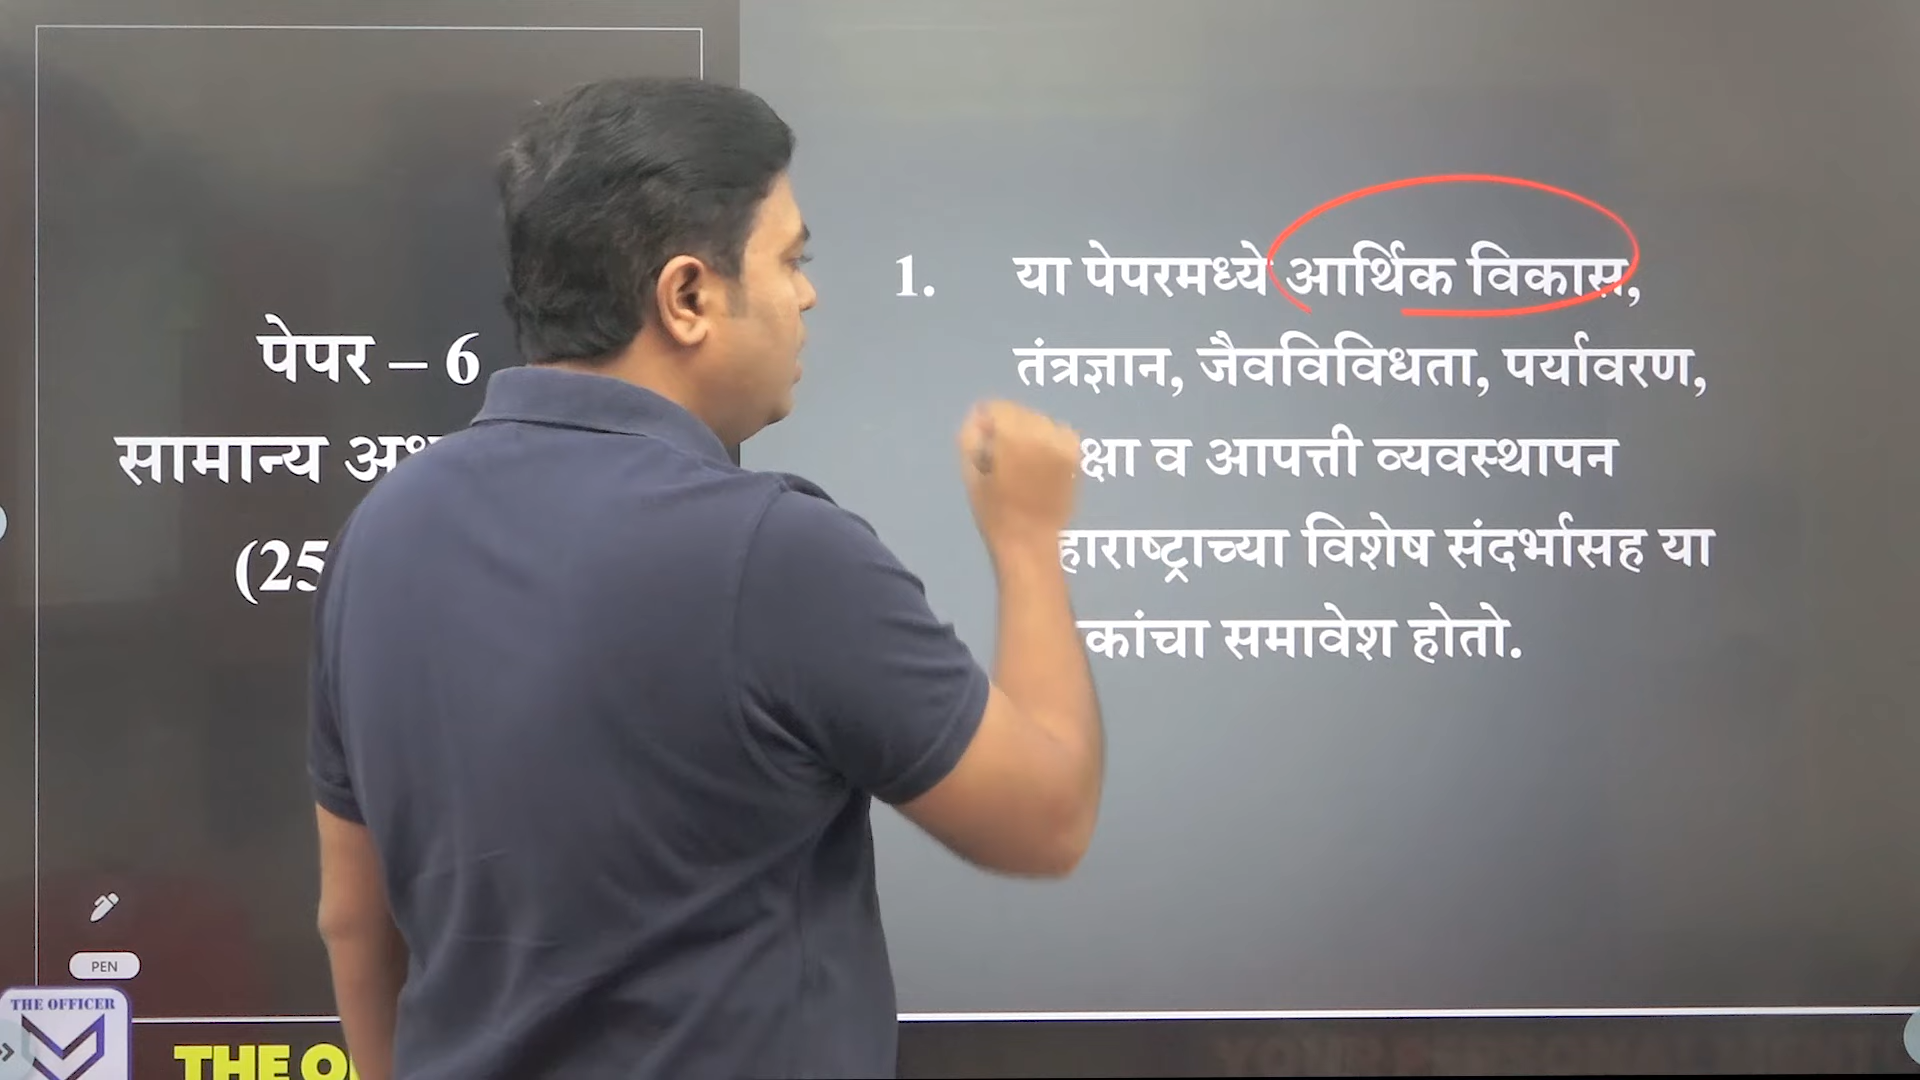 पेपर – 6
सामान्य
(25
1. या पेपरमध्ये आर्थिक विकास,
तंत्रज्ञान, जैवविविधता, पर्यावरण,
व आपत्ती व्यवस्थापन
हाराष्ट्राच्या विशेष संदर्भासह या
कांचा समावेश होतो.
PEN
THE OFFICER
THE O